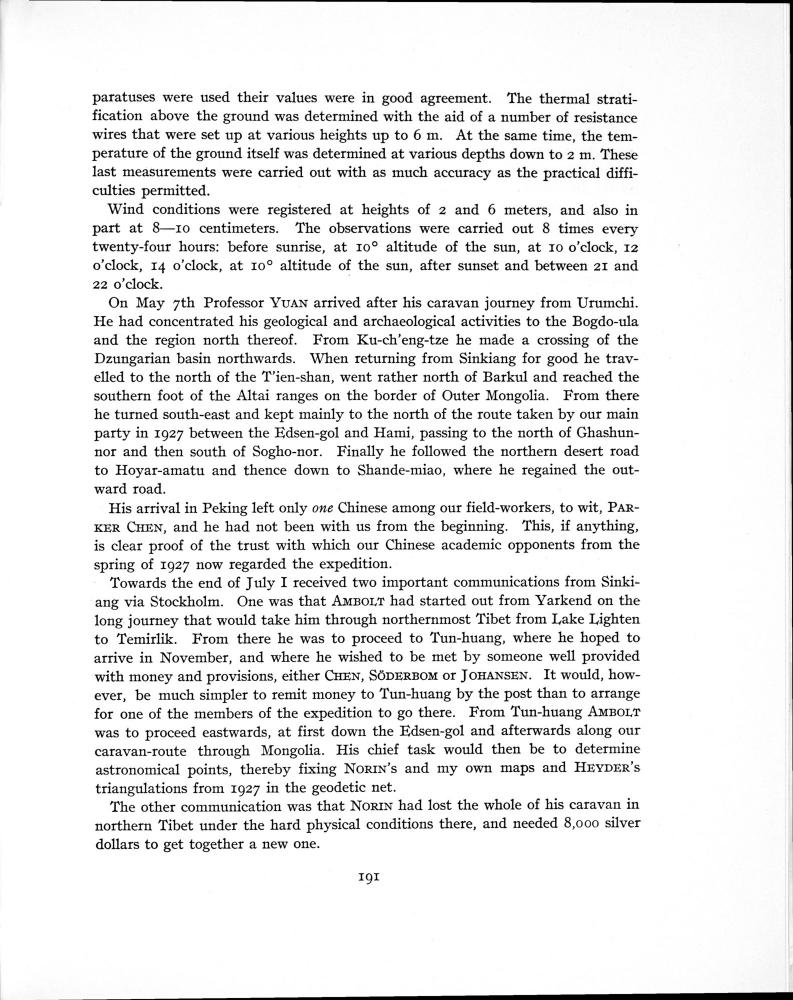 paratuses were used their values were in good agreement. The thermal strati-
fication above the ground was determined with the aid of a number of resistance
wires that were set up at various heights up to 6 m. At the same time, the tem-
perature of the ground itself was determined at various depths down to 2 m. These
last measurements were carried out with as much accuracy as the practical diffi-
culties permitted.
Wind conditions were registered at heights of 2 and 6 meters, and also in
part at 8—10 centimeters. The observations were carried out 8 times every
twenty-four hours: before sunrise, at 10° altitude of the sun, at 10 o'clock, 12
o'clock, 14 o'clock, at 10° altitude of the sun, after sunset and between 21 and
22 o'clock.
On May 7th Professor YUAN arrived after his caravan journey from Urumchi.
He had concentrated his geological and archaeological activities to the Bogdo-ula
and the region north thereof. From Ku-ch'eng-tze he made a crossing of the
Dzungarian basin northwards. When returning from Sinkiang for good he trav-
elled to the north of the T'ien-shan, went rather north of Barkul and reached the
southern foot of the Altai ranges on the border of Outer Mongolia. From there
he turned south-east and kept mainly to the north of the route taken by our main
party in 1927 between the Edsen-gol and Hami, passing to the north of Ghashun-
nor and then south of Sogho-nor. Finally he followed the northern desert road
to Hoyar-amatu and thence down to Shande-miao, where he regained the out-
ward road.
His arrival in Peking left only one Chinese among our field-workers, to wit, PAR-
KER CHEN, and he had not been with us from the beginning. This, if anything,
is clear proof of the trust with which our Chinese academic opponents from the
spring of 1927 now regarded the expedition.
Towards the end of July I received two important communications from Sinki-
ang via Stockholm. One was that AMBOLT had started out from Yarkend on the
long journey that would take him through northernmost Tibet from Lake Lighten
to Temirlik. From there he was to proceed to Tun-huang, where he hoped to
arrive in November, and where he wished to be met by someone well provided
with money and provisions, either CHEN, SÖDERBOM or JOHANSEN. It would, how-
ever, be much simpler to remit money to Tun-huang by the post than to arrange
for one of the members of the expedition to go there. From Tun-huang AMBOLT
was to proceed eastwards, at first down the Edsen-gol and afterwards along our
caravan-route through Mongolia. His chief task would then be to determine
astronomical points, thereby fixing NORIN's and my own maps and HEYDER's
triangulations from 1927 in the geodetic net.
The other communication was that NORIN had lost the whole of his caravan in
northern Tibet under the hard physical conditions there, and needed 8,000 silver
dollars to get together a new one.
191